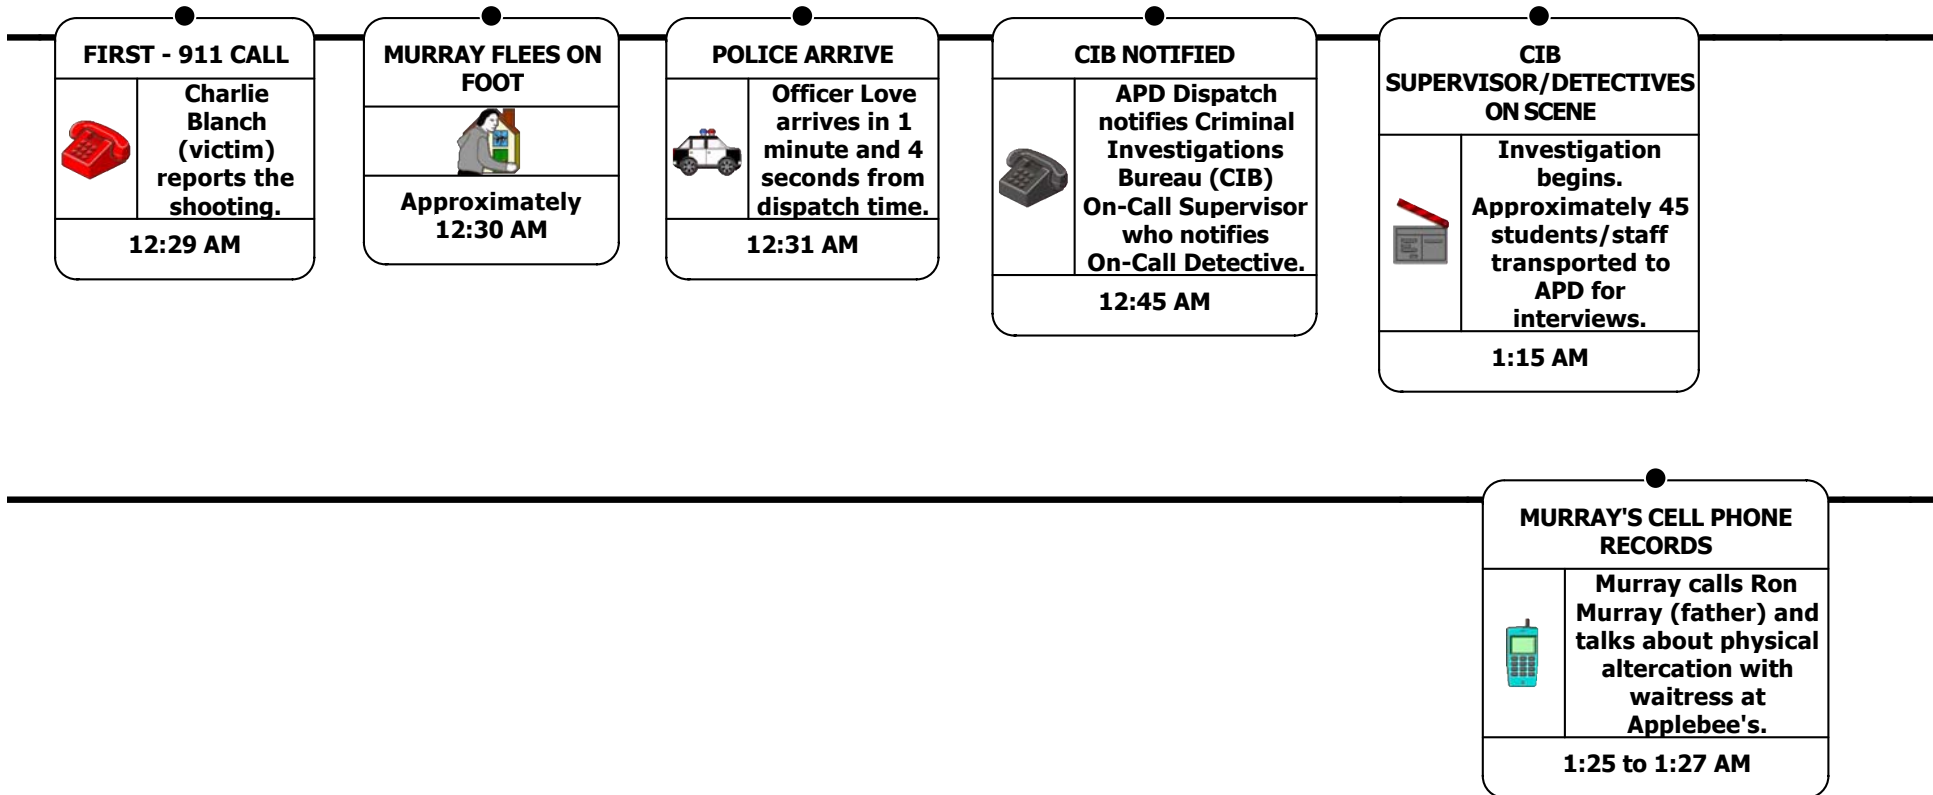 FIRST - 911 CALL
Charlie
Blanch
(victim)
reports the
shooting.
12:29 AM
MURRAY FLEES ON
FOOT
Approximately
12:30 AM
POLICE ARRIVE
Officer Love
arrives in 1
minute and 4
seconds from
dispatch time.
12:31 AM
CIB NOTIFIED
APD Dispatch
notifies Criminal
Investigations
Bureau (CIB)
On-Call Supervisor
who notifies
On-Call Detective.
12:45 AM
CIB
SUPERVISOR/DETECTIVES
ON SCENE
Investigation
begins.
Approximately 45
students/staff
transported to
APD for
interviews.
1:15 AM
MURRAY'S CELL PHONE
RECORDS
Murray calls Ron
Murray (father) and
talks about physical
altercation with
waitress at
Applebee's.
1:25 to 1:27 AM